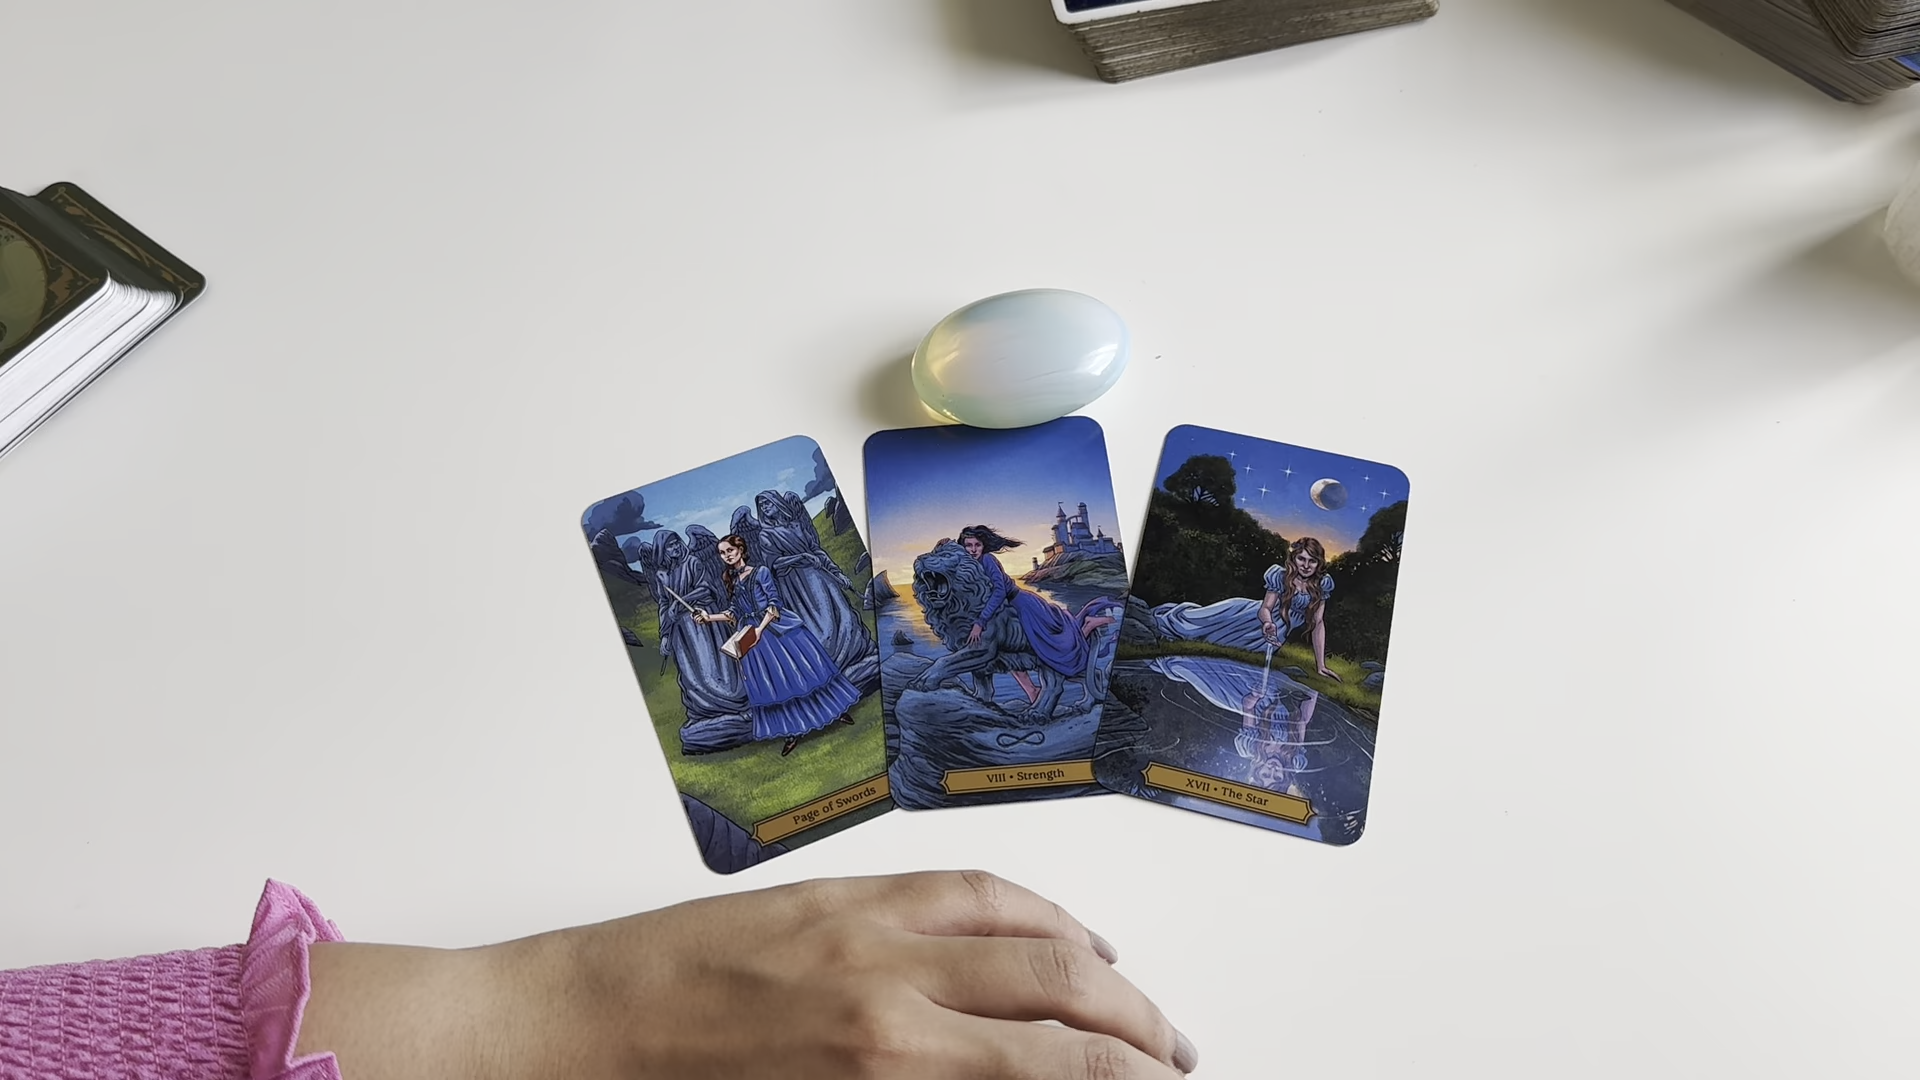 Page of Swords
VIII • Strength
XVII • The Star